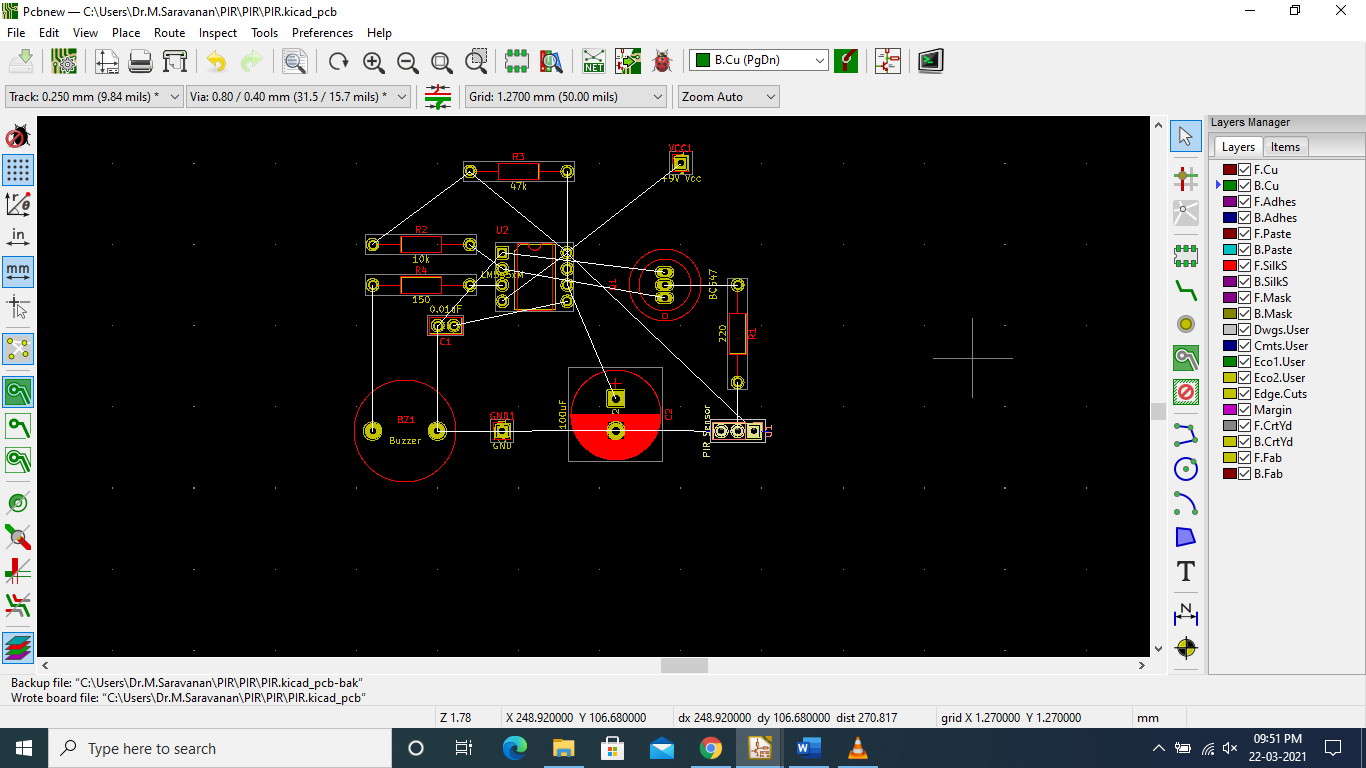 Pcbnew — C:\Users\Dr.M.Saravanan\PIR\PIR\PIR.kicad_pcb
File Edit View Place Route Inspect Tools Preferences Help
NET
B.Cu (PgDn)
Track: 0.250 mm (9.84 mils) *
Via: 0.80 / 0.40 mm (31.5 / 15.7 mils) *
Grid: 1.2700 mm (50.00 mils)
Zoom Auto
in
mm
R3
47k
VCC1
+9V Vcc
R2
10k
U2
R4
150
0.01uF
C1
BC547
220
R1
BZ1
Buzzer
GND1
GND
100uF
C2
PIR Sensor
T
N
Layers Manager
Layers Items
F.Cu
B.Cu
F.Adhes
B.Adhes
F.Paste
B.Paste
F.SilkS
B.SilkS
F.Mask
B.Mask
Dwgs.User
Cmts.User
Eco1.User
Eco2.User
Edge.Cuts
Margin
F.CrtYd
B.CrtYd
F.Fab
B.Fab
Backup file: "C:\Users\Dr.M.Saravanan\PIR\PIR\PIR.kicad_pcb-bak"
Wrote board file: "C:\Users\Dr.M.Saravanan\PIR\PIR\PIR.kicad_pcb"
Z 1.78
X 248.920000 Y 106.680000
dx 248.920000 dy 106.680000 dist 270.817
grid X 1.270000 Y 1.270000
mm
Type here to search
09:51 PM
22-03-2021